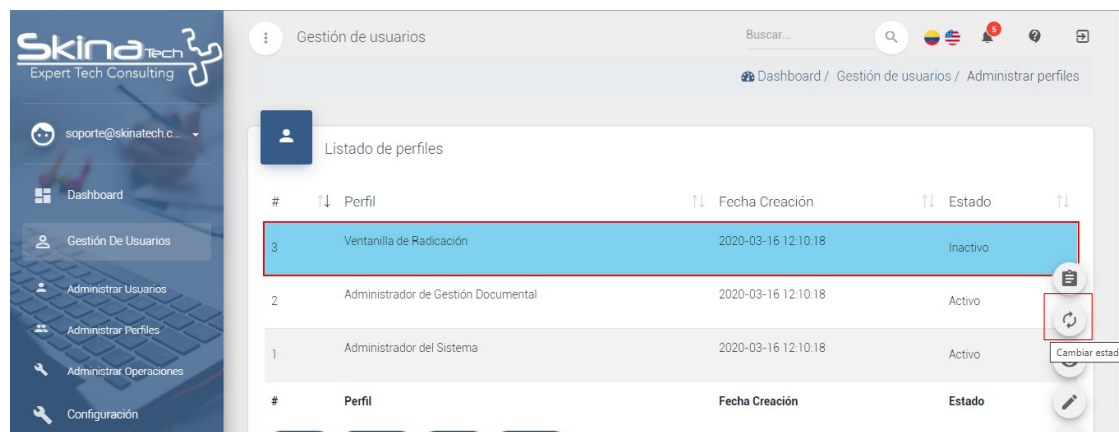 Skina Tech
Expert Tech Consulting
Gestión de usuarios
Buscar...
5
Dashboard / Gestión de usuarios / Administrar perfiles
soporte@skinatech.c...
Dashboard
Gestión De Usuarios
Administrar Usuarios
Administrar Perfiles
Administrar Operaciones
Configuración
Listado de perfiles
# Perfil Fecha Creación Estado
3 Ventanilla de Radicación 2020-03-16 12:10:18 Inactivo
2 Administrador de Gestión Documental 2020-03-16 12:10:18 Activo
1 Administrador del Sistema 2020-03-16 12:10:18 Activo
Cambiar estad
# Perfil Fecha Creación Estado